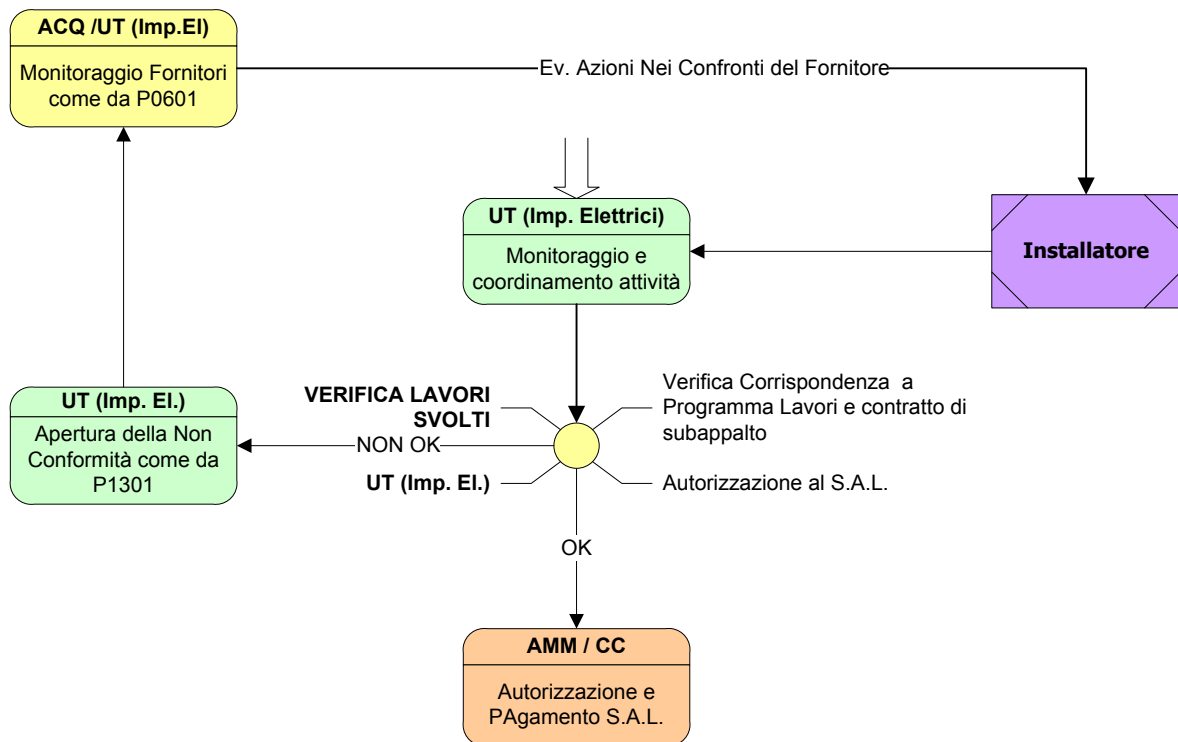 ACQ /UT (Imp.El)
Monitoraggio Fornitori
come da P0601
Ev. Azioni Nei Confronti del Fornitore
UT (Imp. Elettrici)
Monitoraggio e
coordinamento attività
Installatore
VERIFICA LAVORI
SVOLTI
Verifica Corrispondenza a
Programma Lavori e contratto di
subappalto
UT (Imp. El.)
Apertura della Non
Conformità come da
P1301
NON OK
UT (Imp. El.)
Autorizzazione al S.A.L.
OK
AMM / CC
Autorizzazione e
PAgamento S.A.L.